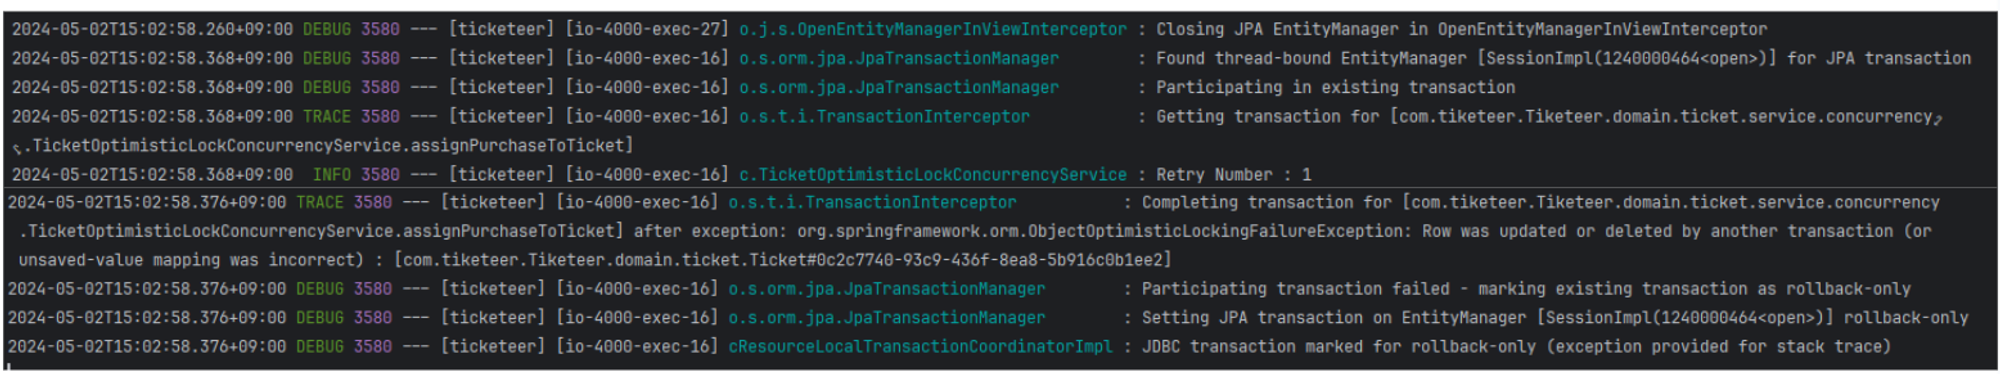 2024-05-02T15:02:58.260+09:00 DEBUG 3580 --- [ticketeer] [io-4000-exec-27] o.j.s.OpenEntityManagerInViewInterceptor : Closing JPA EntityManager in OpenEntityManagerInViewInterceptor
2024-05-02T15:02:58.368+09:00 DEBUG 3580 --- [ticketeer] [io-4000-exec-16] o.s.orm.jpa.JpaTransactionManager : Found thread-bound EntityManager [SessionImpl(1240000464<open>)] for JPA transaction
2024-05-02T15:02:58.368+09:00 DEBUG 3580 --- [ticketeer] [io-4000-exec-16] o.s.orm.jpa.JpaTransactionManager : Participating in existing transaction
2024-05-02T15:02:58.368+09:00 TRACE 3580 --- [ticketeer] [io-4000-exec-16] o.s.t.i.TransactionInterceptor : Getting transaction for [com.tiketeer.Tiketeer.domain.ticket.service.concurrency
.TicketOptimisticLockConcurrencyService.assignPurchaseToTicket]
2024-05-02T15:02:58.368+09:00 INFO 3580 --- [ticketeer] [io-4000-exec-16] c.TicketOptimisticLockConcurrencyService : Retry Number : 1
2024-05-02T15:02:58.376+09:00 TRACE 3580 --- [ticketeer] [io-4000-exec-16] o.s.t.i.TransactionInterceptor : Completing transaction for [com.tiketeer.Tiketeer.domain.ticket.service.concurrency
.TicketOptimisticLockConcurrencyService.assignPurchaseToTicket] after exception: org.springframework.orm.ObjectOptimisticLockingFailureException: Row was updated or deleted by another transaction (or
unsaved-value mapping was incorrect) : [com.tiketeer.Tiketeer.domain.ticket.Ticket#0c2c7740-93c9-436f-8ea8-5b916c0b1ee2]
2024-05-02T15:02:58.376+09:00 DEBUG 3580 --- [ticketeer] [io-4000-exec-16] o.s.orm.jpa.JpaTransactionManager : Participating transaction failed - marking existing transaction as rollback-only
2024-05-02T15:02:58.376+09:00 DEBUG 3580 --- [ticketeer] [io-4000-exec-16] o.s.orm.jpa.JpaTransactionManager : Setting JPA transaction on EntityManager [SessionImpl(1240000464<open>)] rollback-only
2024-05-02T15:02:58.376+09:00 DEBUG 3580 --- [ticketeer] [io-4000-exec-16] cResourceLocalTransactionCoordinatorImpl : JDBC transaction marked for rollback-only (exception provided for stack trace)